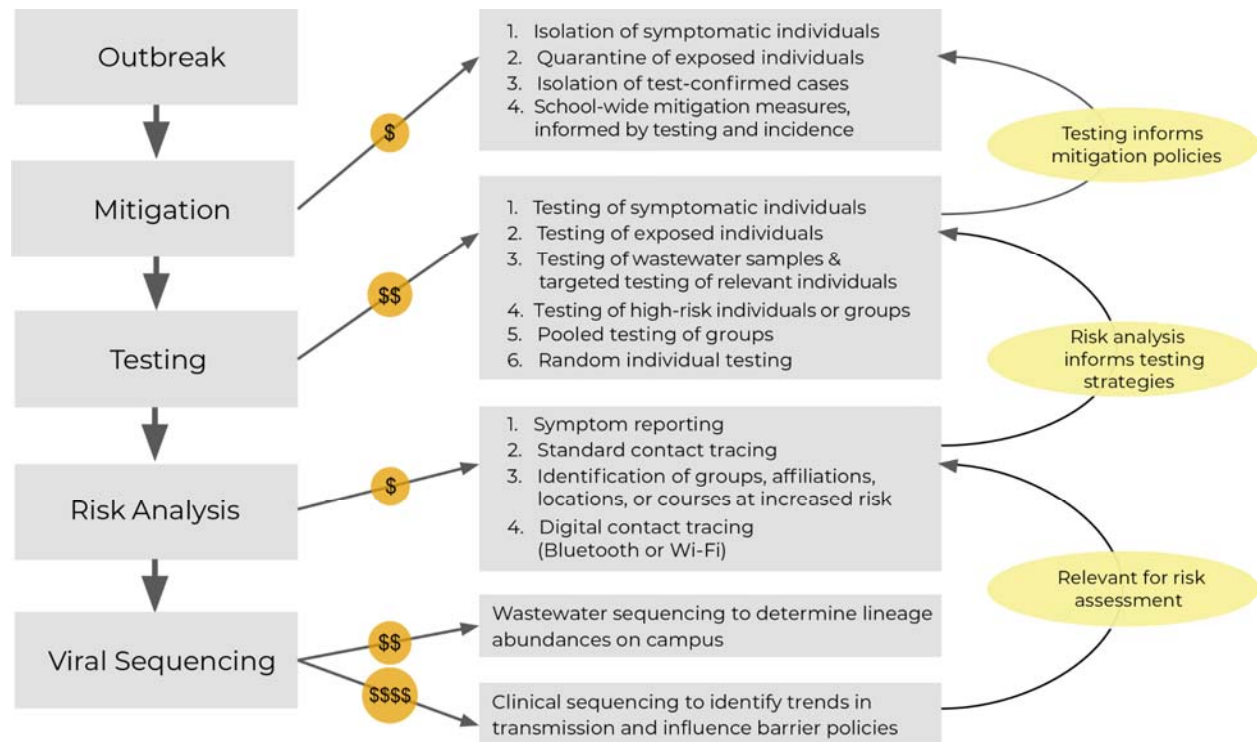 Outbreak
$
1. Isolation of symptomatic individuals
2. Quarantine of exposed individuals
3. Isolation of test-confirmed cases
4. School-wide mitigation measures,
informed by testing and incidence
Testing informs
mitigation policies
Mitigation
$$
1. Testing of symptomatic individuals
2. Testing of exposed individuals
3. Testing of wastewater samples &
targeted testing of relevant individuals
4. Testing of high-risk individuals or groups
5. Pooled testing of groups
6. Random individual testing
Risk analysis
informs testing
strategies
Testing
$
1. Symptom reporting
2. Standard contact tracing
3. Identification of groups, affiliations,
locations, or courses at increased risk
4. Digital contact tracing
(Bluetooth or Wi-Fi)
Risk Analysis
Relevant for risk
assessment
Viral Sequencing
$$
Wastewater sequencing to determine lineage
abundances on campus
$$$$
Clinical sequencing to identify trends in
transmission and influence barrier policies